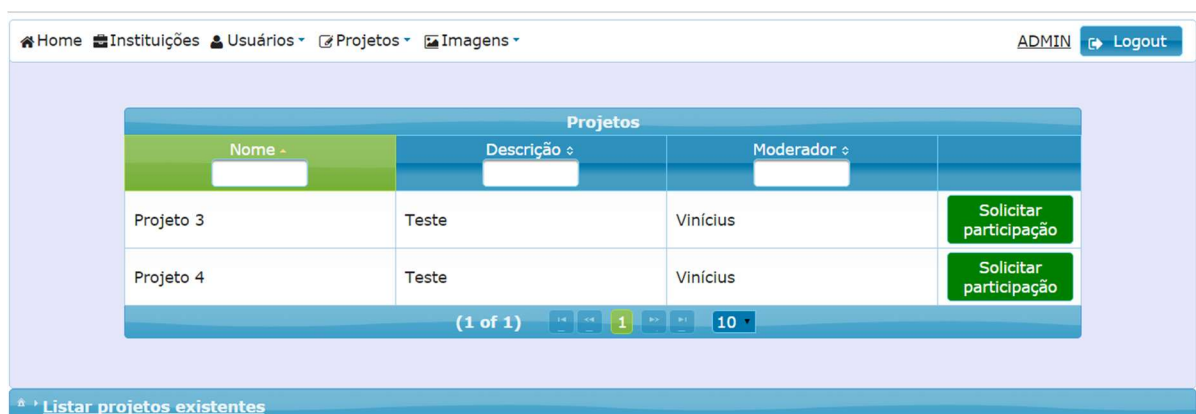 Home Instituições Usuários Projetos Imagens ADMIN Logout
Projetos
Nome Descrição Moderador
Projeto 3 Teste Vinícius Solicitar participação
Projeto 4 Teste Vinícius Solicitar participação
(1 of 1) 1 10
Listar projetos existentes